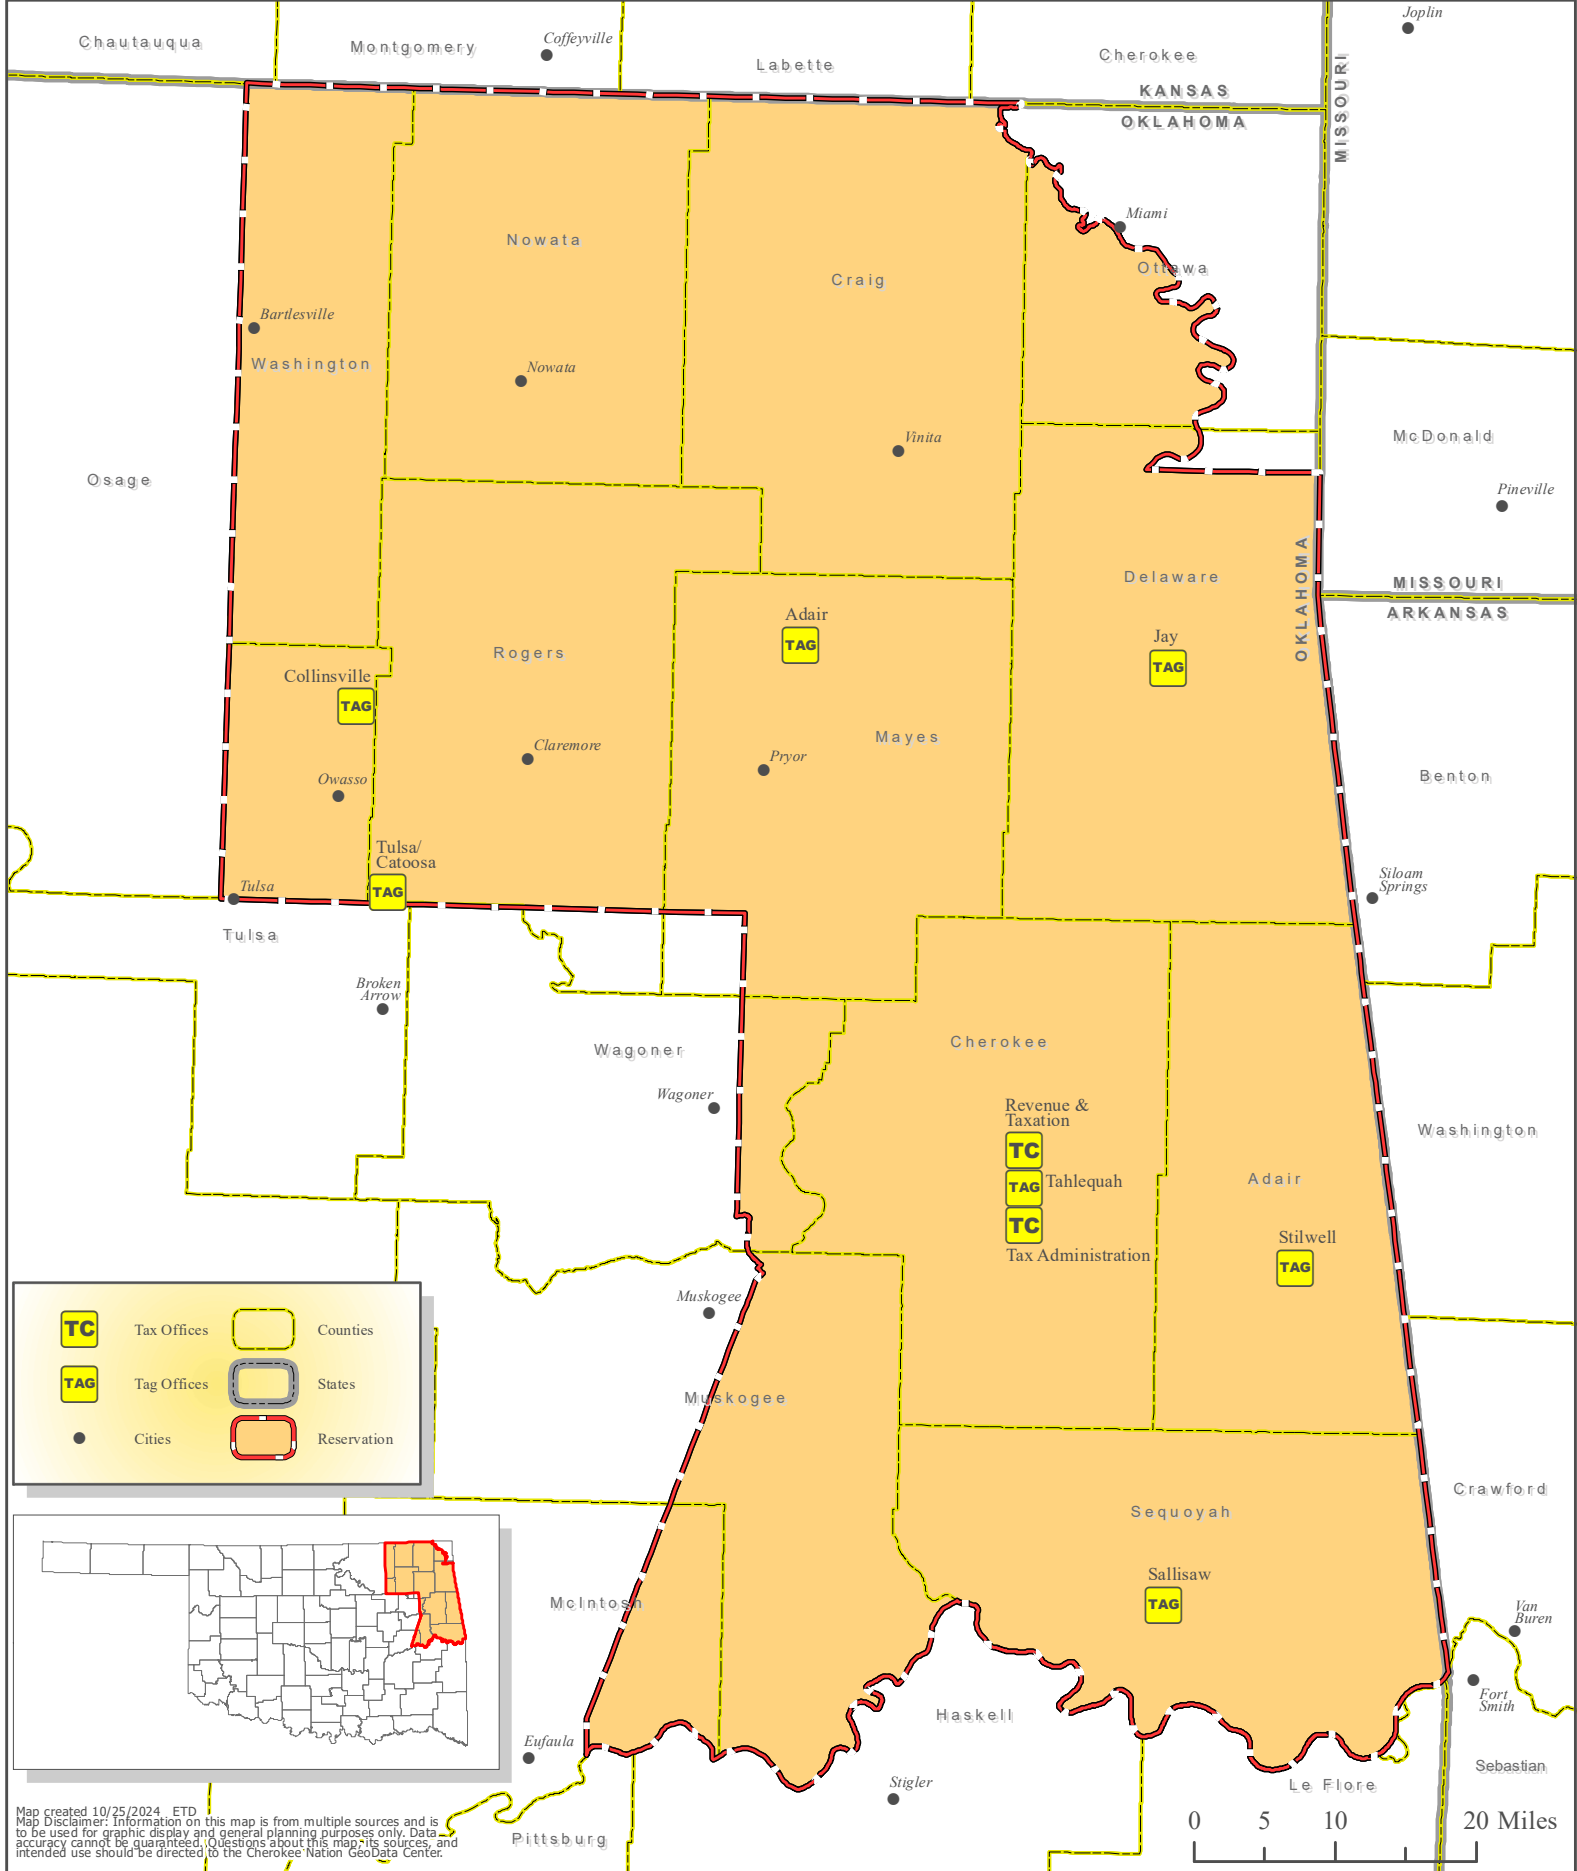 Joplin
Chautauqua
Montgomery
Coffeyville
Labette
Cherokee
KANSAS
OKLAHOMA
MISSOURI
Miami
Nowata
Craig
Ottawa
Bartlesville
Washington
Nowata
Vinita
McDonald
Osage
Pineville
OKLAHOMA
Delaware
MISSOURI
ARKANSAS
Adair
TAG
Jay
TAG
Rogers
Collinsville
TAG
Mayes
Claremore
Pryor
Owasso
Benton
Tulsa/
Catoosa
TAG
Tulsa
Siloam
Springs
Tulsa
Broken
Arrow
Wagoner
Cherokee
Wagoner
Revenue &
Taxation
TC
TAG Tahlequah
TC
Tax Administration
Washington
Adair
Stilwell
TAG
Muskogee
Muskogee
TC Tax Offices Counties
TAG Tag Offices States
Cities Reservation
Crawford
Sequoyah
Sallisaw
TAG
McIntosh
Van
Buren
Fort
Smith
Haskell
Eufaula
Stigler
Le Flore
Sebastian
Pittsburg
0 5 10 20 Miles
Map created 10/25/2024 ETD
Map Disclaimer: Information on this map is from multiple sources and is
to be used for graphic display and general planning purposes only. Data
accuracy cannot be guaranteed. Questions about this map, its sources, and
intended use should be directed to the Cherokee Nation GeoData Center.